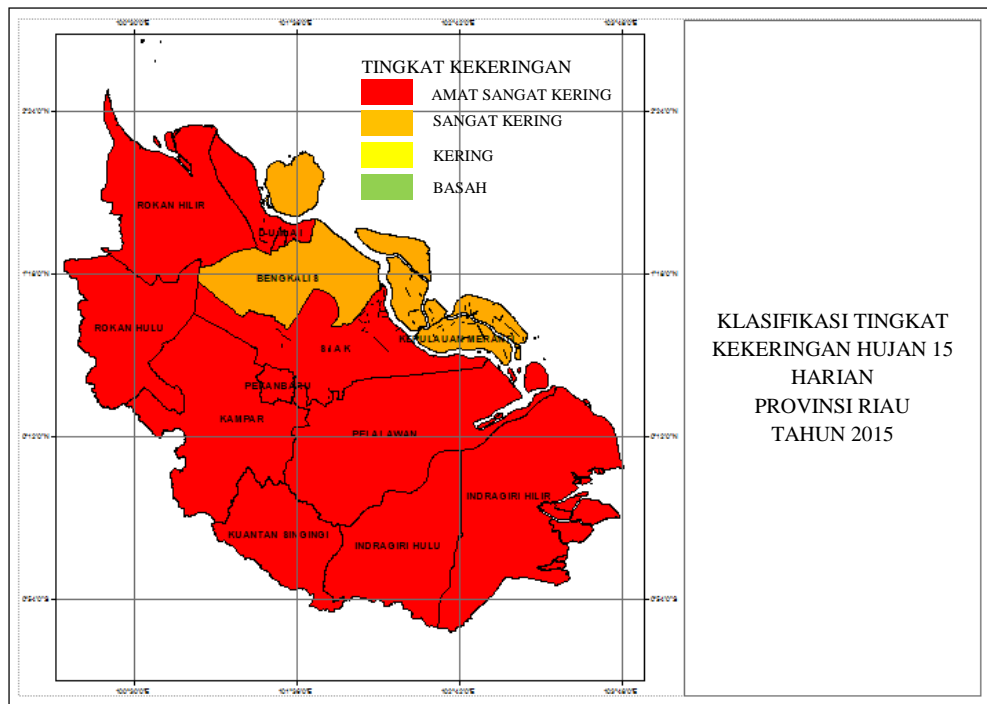 TINGKAT KEKERINGAN
AMAT SANGAT KERING
SANGAT KERING
KERING
BASAH
ROKAN HILIR
DUMAI
BENGKALIS
ROKAN HULU
SIAK
KEPULAUAN MERANTI
PEKANBARU
KAMPAR
PELALAWAN
INDRAGIRI HILIR
KUANTAN SINGINGI
INDRAGIRI HULU
KLASIFIKASI TINGKAT
KEKERINGAN HUJAN 15
HARIAN
PROVINSI RIAU
TAHUN 2015